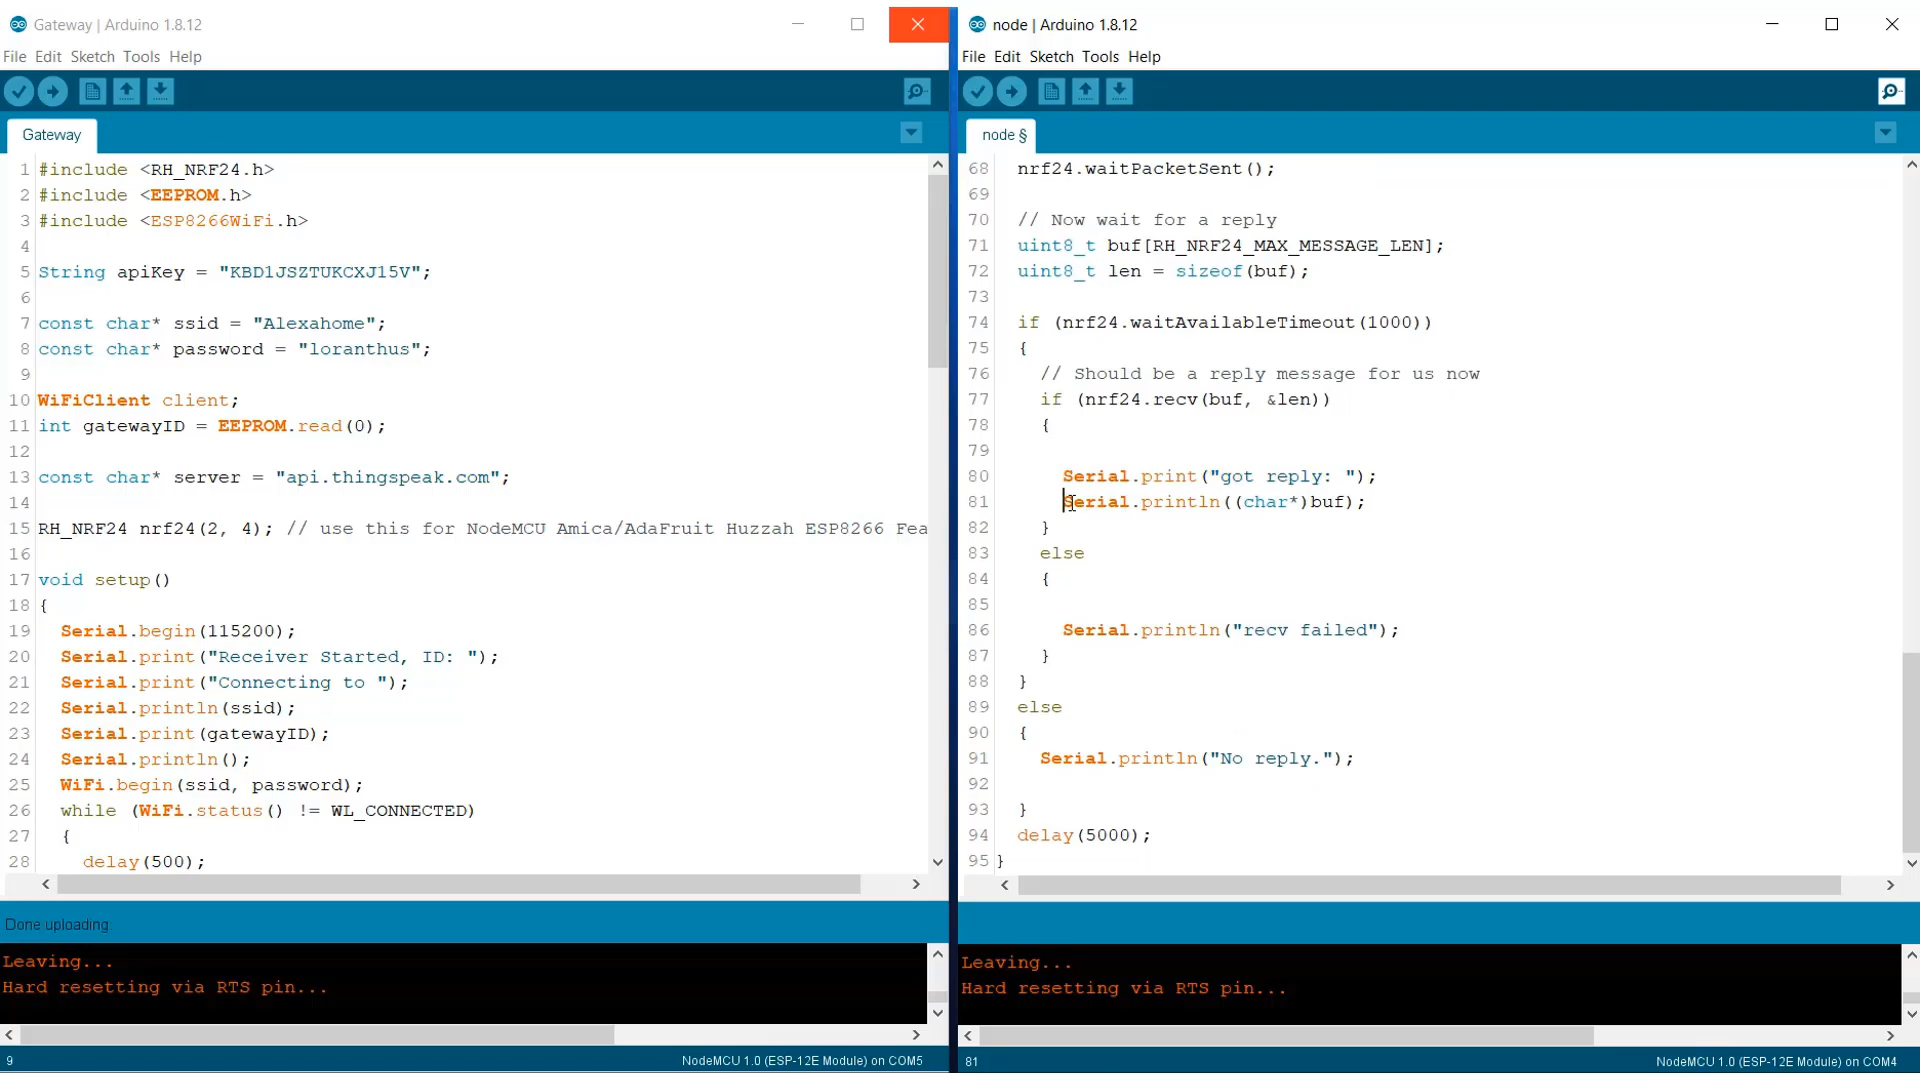 Gateway | Arduino 1.8.12
File Edit Sketch Tools Help
Gateway
1 #include <RH_NRF24.h>
2 #include <EEPROM.h>
3 #include <ESP8266WiFi.h>
4
5 String apiKey = "KBD1JSZTUKCXJ15V";
6
7 const char* ssid = "Alexahome";
8 const char* password = "loranthus";
9
10 WiFiClient client;
11 int gatewayID = EEPROM.read(0);
12
13 const char* server = "api.thingspeak.com";
14
15 RH_NRF24 nrf24(2, 4); // use this for NodeMCU Amica/AdaFruit Huzzah ESP8266 Fea
16
17 void setup()
18 {
19 Serial.begin(115200);
20 Serial.print("Receiver Started, ID: ");
21 Serial.print("Connecting to ");
22 Serial.println(ssid);
23 Serial.print(gatewayID);
24 Serial.println();
25 WiFi.begin(ssid, password);
26 while (WiFi.status() != WL_CONNECTED)
27 {
28 delay(500);
Done uploading.
Leaving...
Hard resetting via RTS pin...
9
NodeMCU 1.0 (ESP-12E Module) on COM5
node | Arduino 1.8.12
File Edit Sketch Tools Help
node §
68 nrf24.waitPacketSent();
69
70 // Now wait for a reply
71 uint8_t buf[RH_NRF24_MAX_MESSAGE_LEN];
72 uint8_t len = sizeof(buf);
73
74 if (nrf24.waitAvailableTimeout(1000))
75 {
76 // Should be a reply message for us now
77 if (nrf24.recv(buf, &len))
78 {
79
80 Serial.print("got reply: ");
81 Serial.println((char*)buf);
82 }
83 else
84 {
85
86 Serial.println("recv failed");
87 }
88 }
89 else
90 {
91 Serial.println("No reply.");
92
93 }
94 delay(5000);
95 }
Leaving...
Hard resetting via RTS pin...
81
NodeMCU 1.0 (ESP-12E Module) on COM4